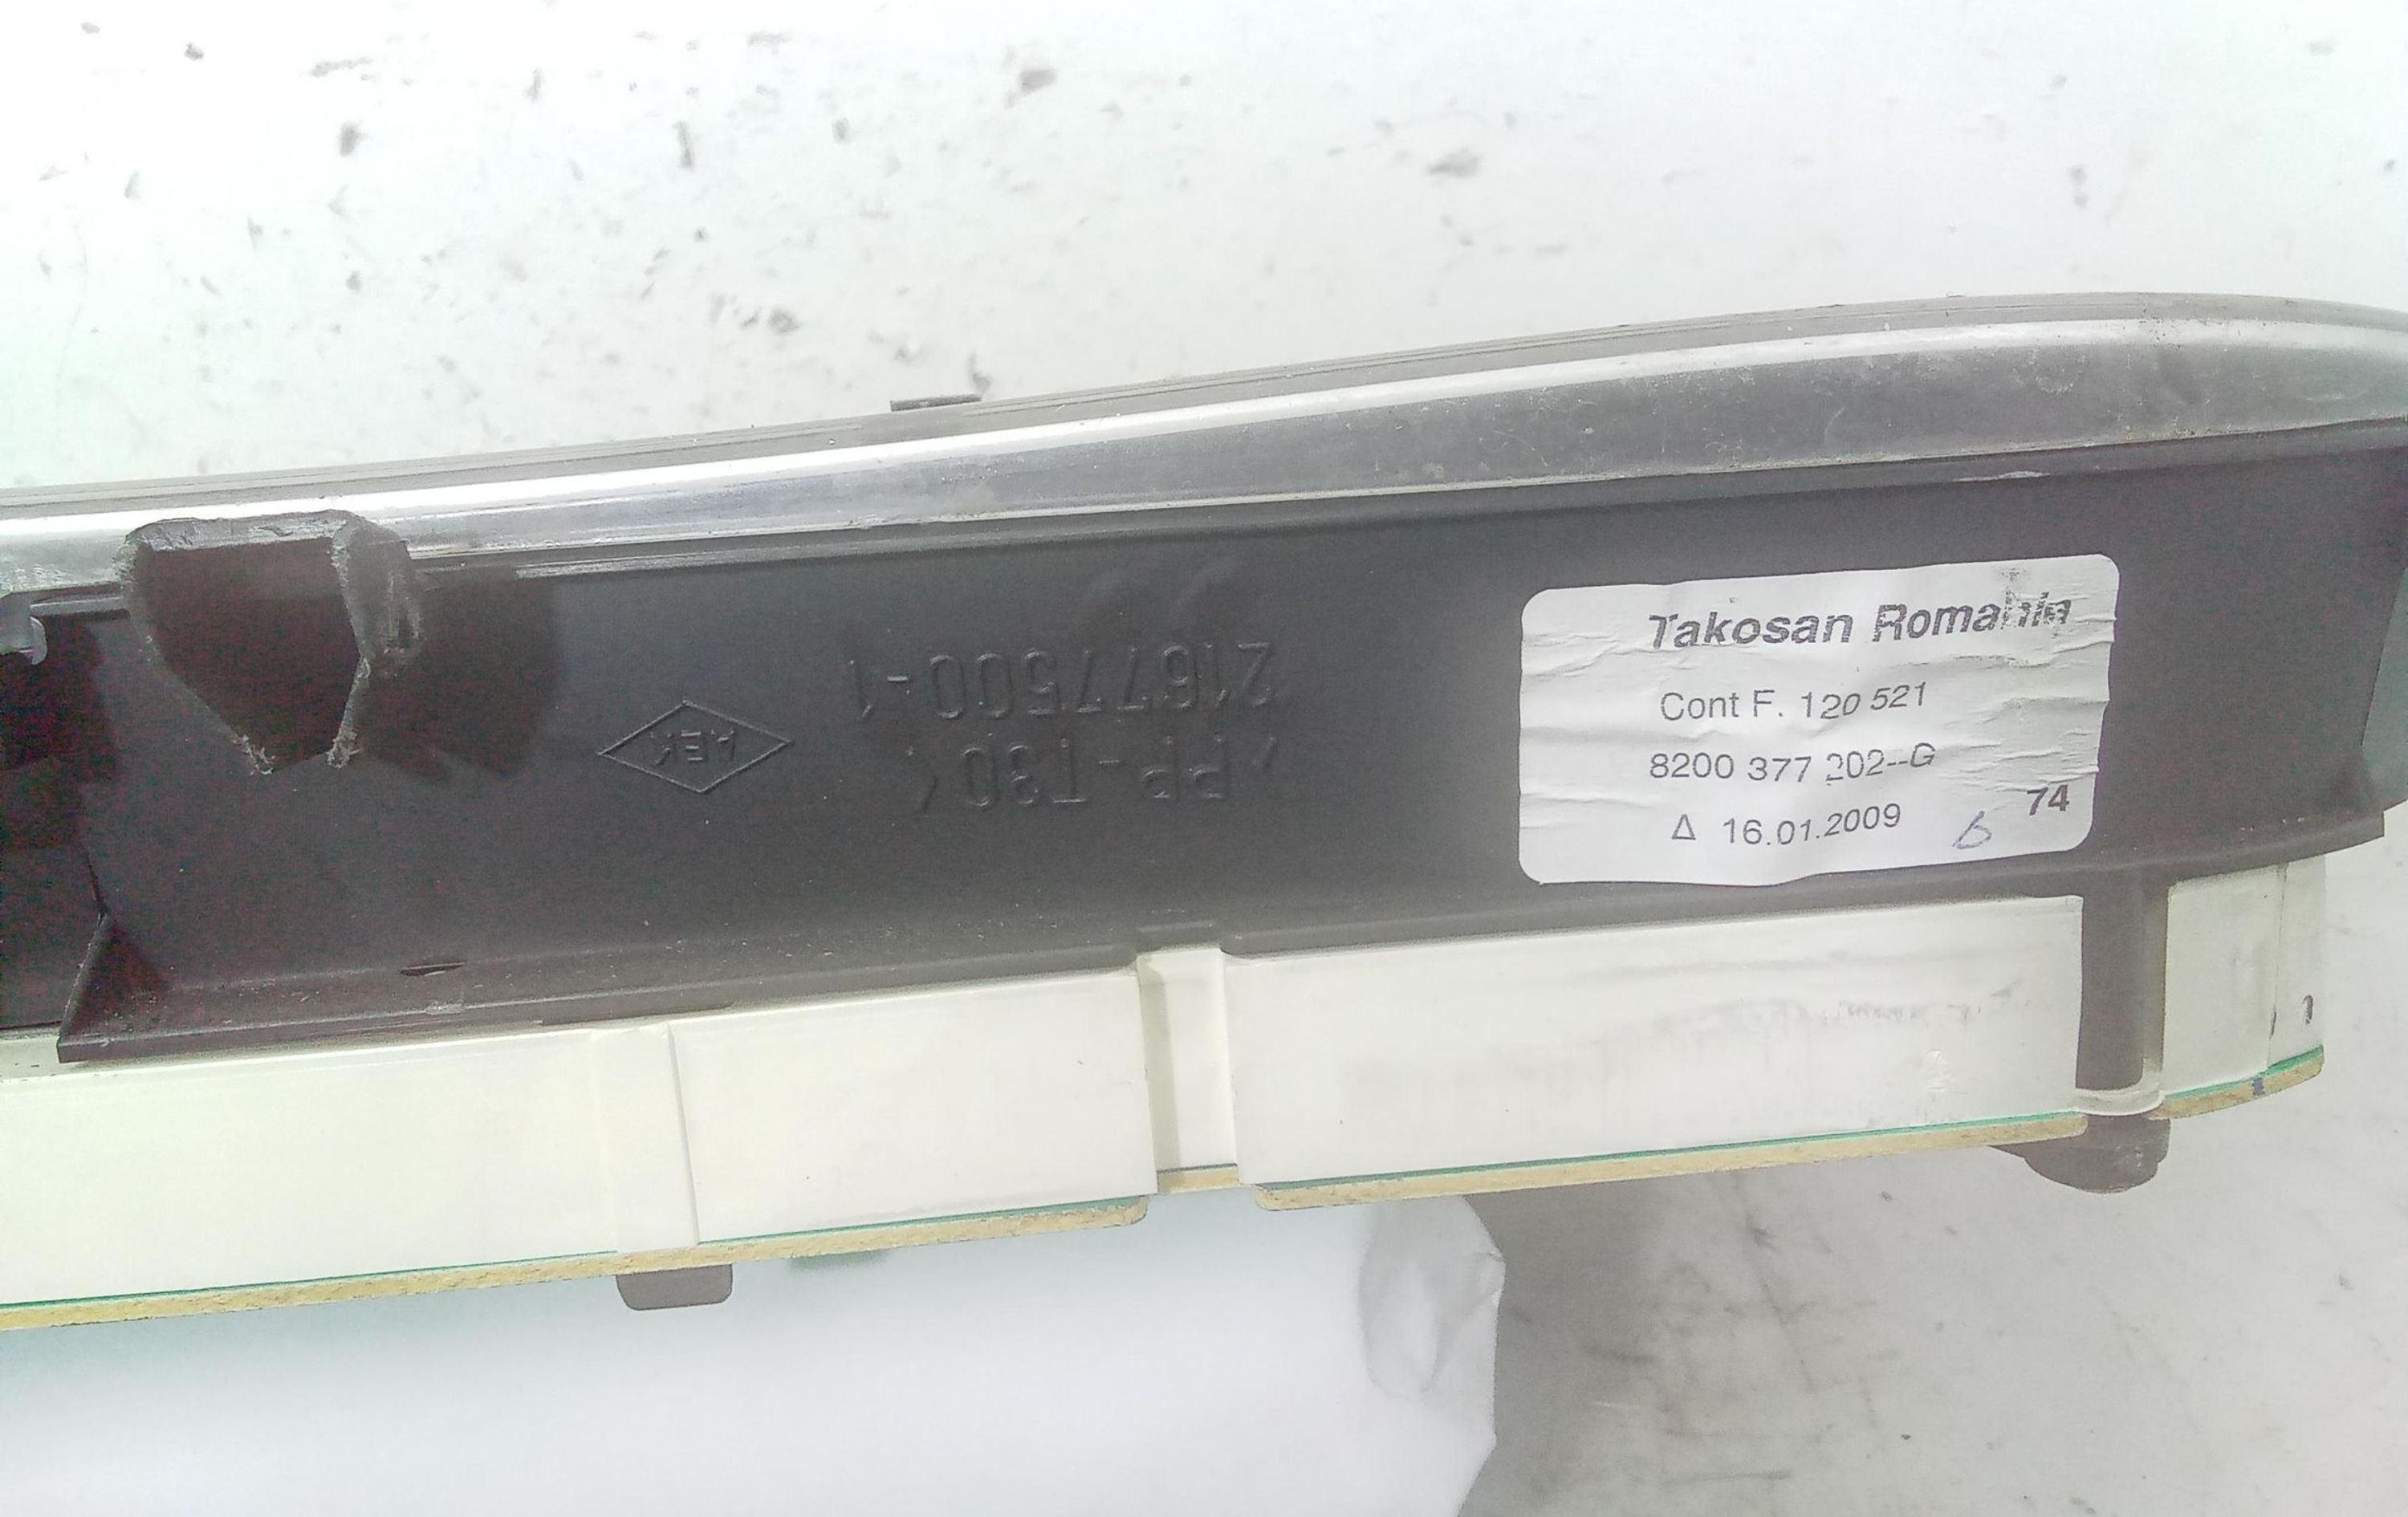 Takosan Romania
Cont F. 120 521
8200 377 202--G
Δ 16.01.2009
6
74
21677500-1
>PP-T30<